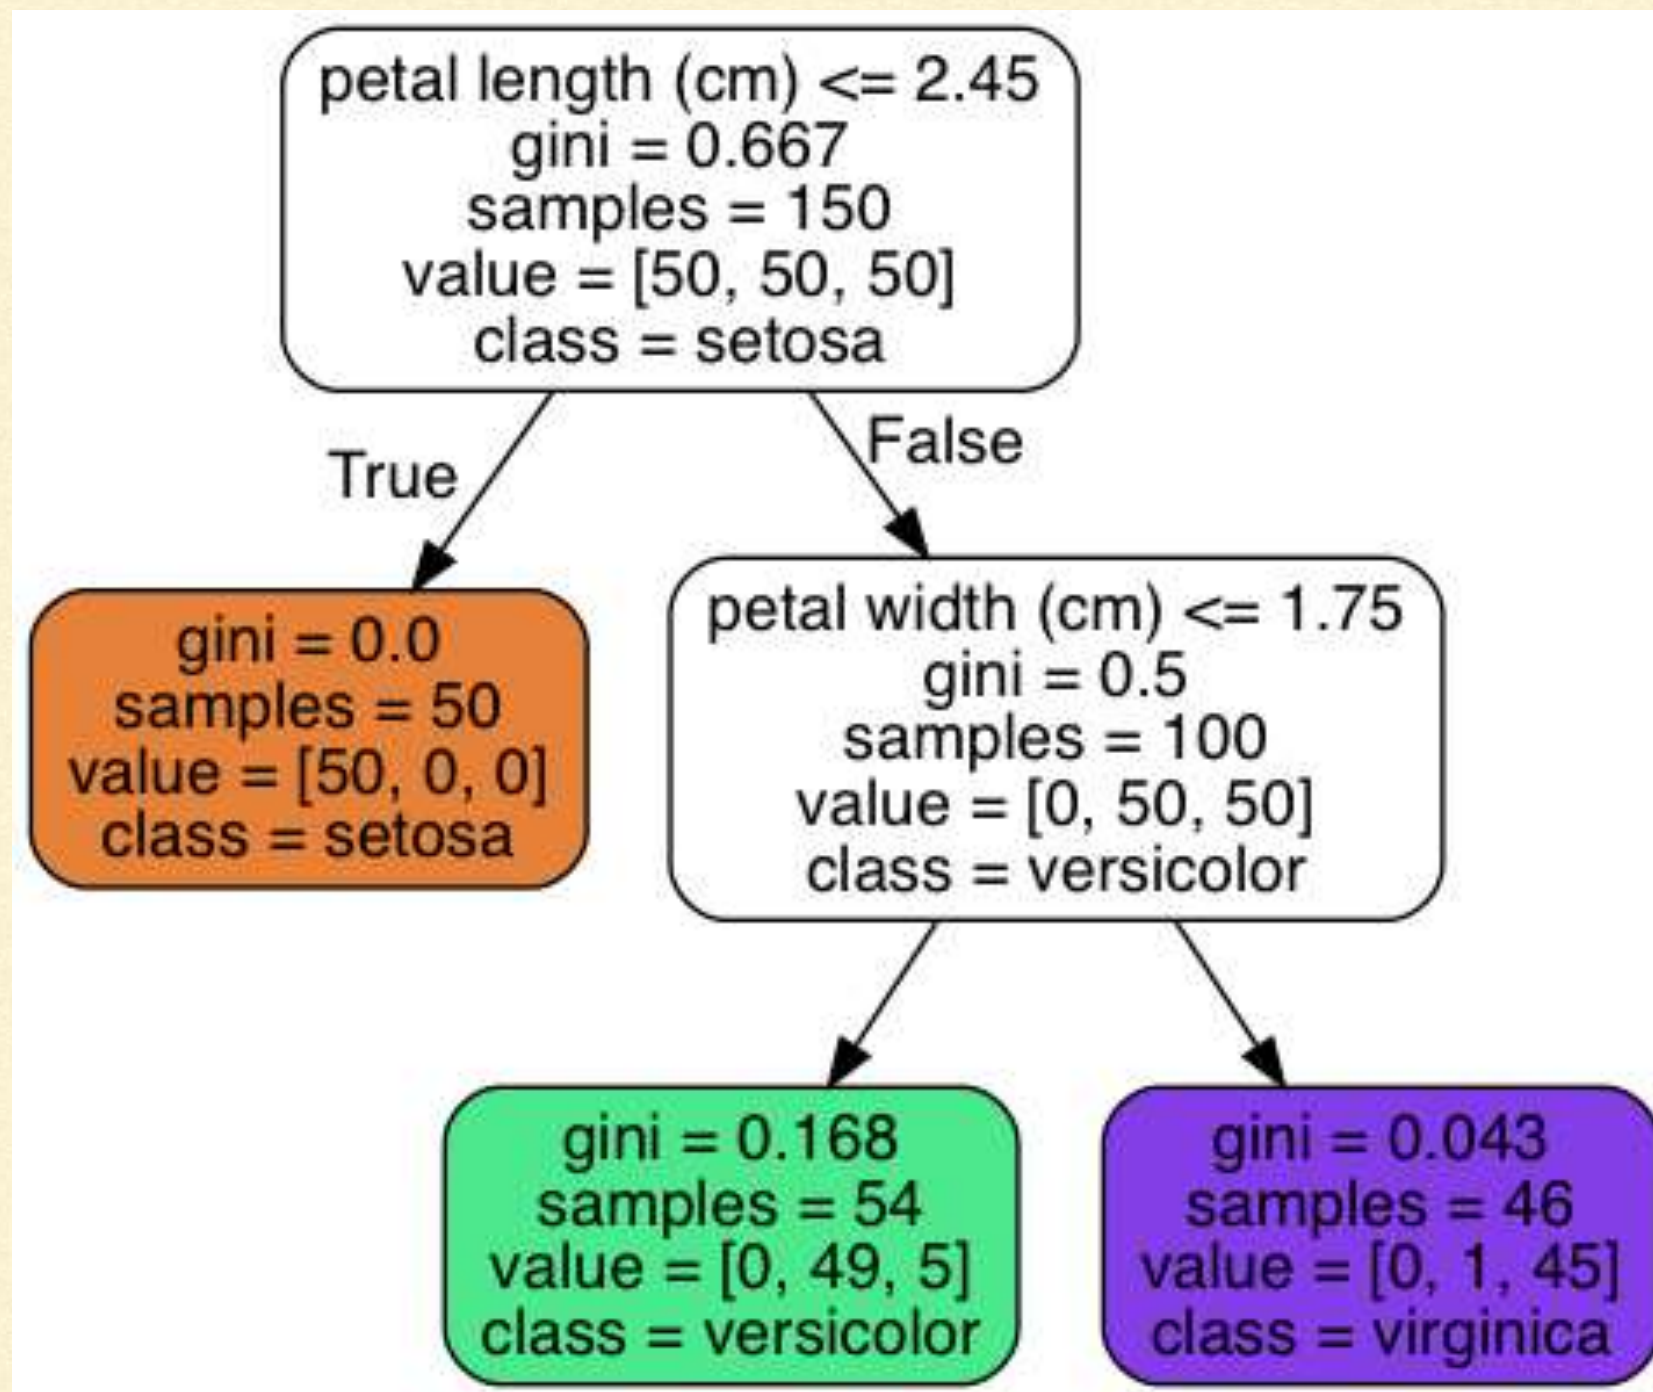 petal length (cm) <= 2.45
gini = 0.667
samples = 150
value = [50, 50, 50]
class = setosa
True
False
gini = 0.0
samples = 50
value = [50, 0, 0]
class = setosa
petal width (cm) <= 1.75
gini = 0.5
samples = 100
value = [0, 50, 50]
class = versicolor
gini = 0.168
samples = 54
value = [0, 49, 5]
class = versicolor
gini = 0.043
samples = 46
value = [0, 1, 45]
class = virginica